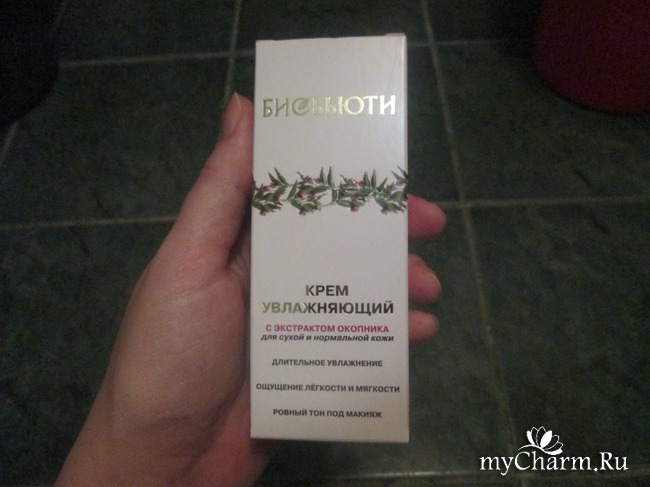 БИОБЬЮТИ
КРЕМ
УВЛАЖНЯЮЩИЙ
С ЭКСТРАКТОМ ОКОПНИКА
для сухой и нормальной кожи
ДЛИТЕЛЬНОЕ УВЛАЖНЕНИЕ
ОЩУЩЕНИЕ ЛЁГКОСТИ И МЯГКОСТИ
РОВНЫЙ ТОН ПОД МАКИЯЖ
myCharm.Ru